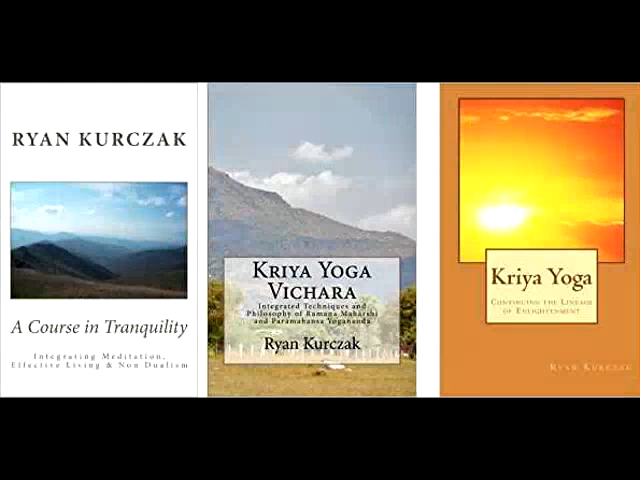 RYAN KURCZAK
A Course in Tranquility
Integrating Meditation,
Effective Living & Non Dualism
Kriya Yoga
Vichara
Integrated Techniques and
Philosophy of Ramana Maharshi
and Paramahansa Yogananda
Ryan Kurczak
Kriya Yoga
Continuing the Lineage
of Enlightenment
Ryan Kurczak